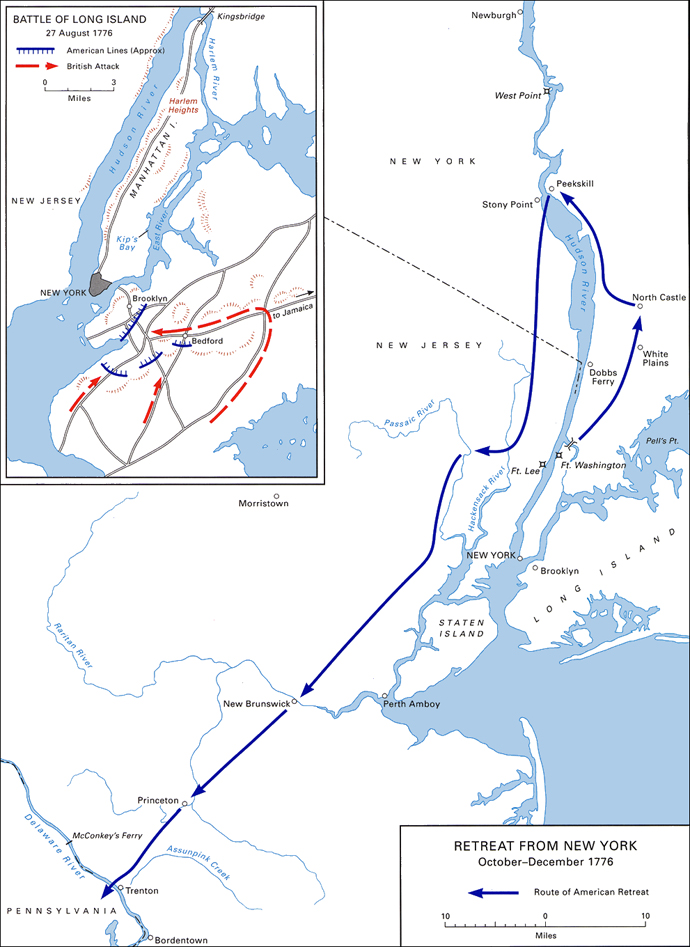 BATTLE OF LONG ISLAND
27 August 1776
American Lines (Approx)
British Attack
0 3
Miles
Kingsbridge
Harlem River
Hudson River
Harlem
Heights
MANHATTAN I.
NEW JERSEY
Kip's
Bay
East River
NEW YORK
Brooklyn
to Jamaica
Bedford
Newburgh
West Point
NEW YORK
Peekskill
Stony Point
Hudson River
North Castle
NEW JERSEY
White
Plains
Dobbs
Ferry
Passaic River
Pell's Pt.
Ft. Lee
Ft. Washington
Hackensack River
Morristown
NEW YORK
Brooklyn
LONG ISLAND
STATEN
ISLAND
Raritan River
New Brunswick
Perth Amboy
Princeton
McConkey's Ferry
Delaware River
Assunpink Creek
Trenton
PENNSYLVANIA
Bordentown
RETREAT FROM NEW YORK
October–December 1776
Route of American Retreat
10 0 10
Miles